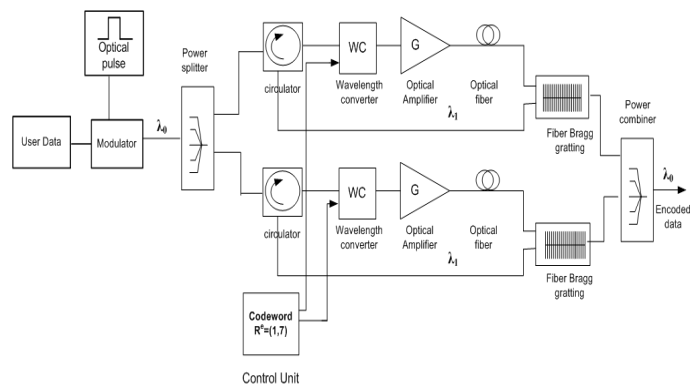 Optical
pulse
Power
splitter
User Data
Modulator
λ0
circulator
WC
Wavelength
converter
G
Optical
Amplifier
Optical
fiber
λ1
Fiber Bragg
gratting
Power
combiner
λ0
Encoded
data
circulator
WC
Wavelength
converter
G
Optical
Amplifier
Optical
fiber
λ1
Fiber Bragg
gratting
Codeword
Rᵉ=(1,7)
Control Unit